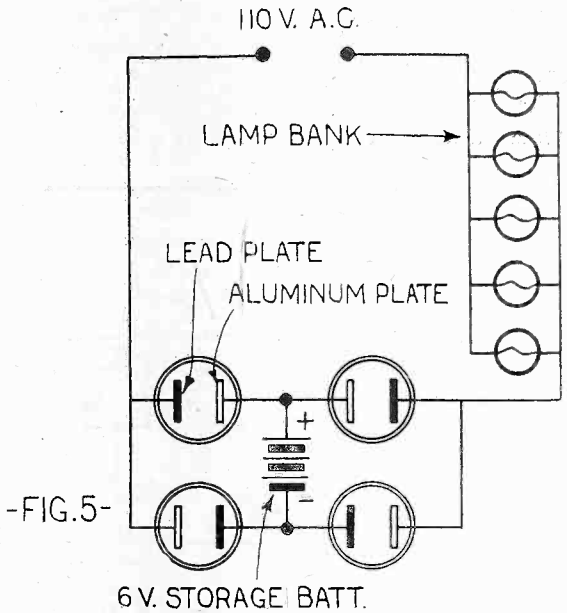 110 V. A.C.
LAMP BANK
LEAD PLATE
ALUMINUM PLATE
+
-
-FIG.5-
6 V. STORAGE BATT.